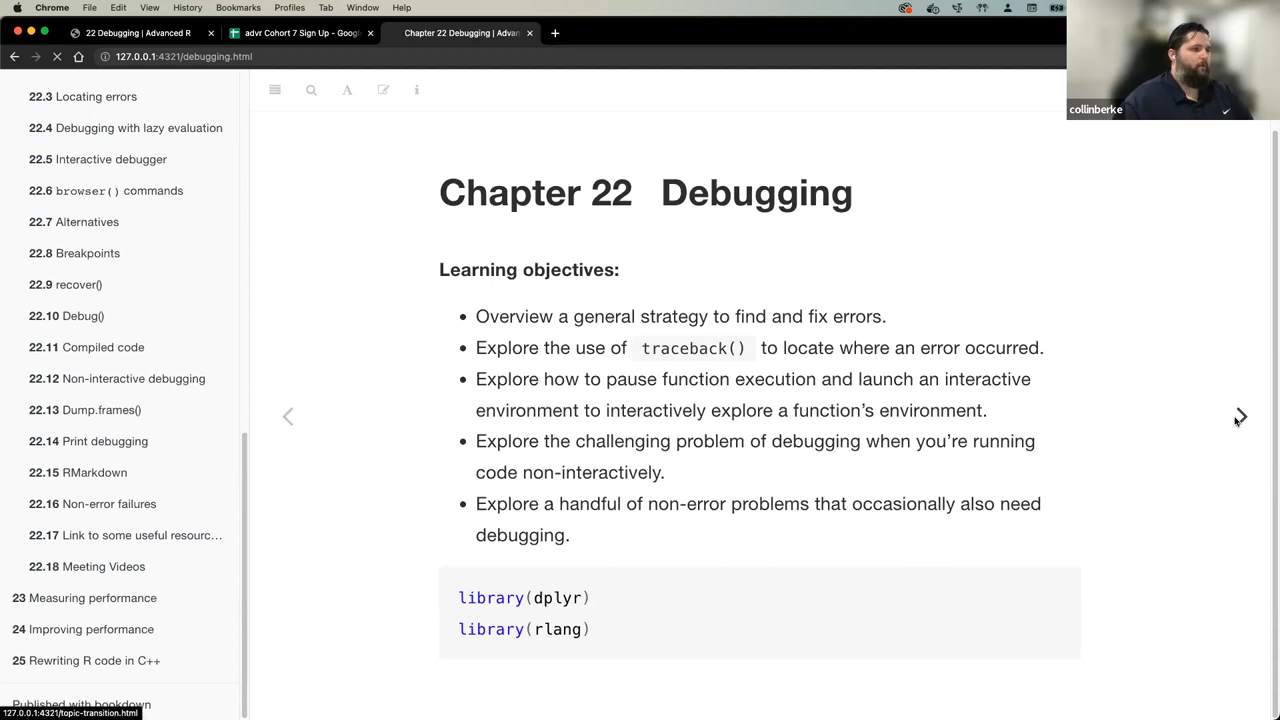 Chrome File Edit View History Bookmarks Profiles Tab Window Help
22 Debugging | Advanced R
advr Cohort 7 Sign Up - Googl
Chapter 22 Debugging | Advan
127.0.0.1:4321/debugging.html
collinberke
22.3 Locating errors
22.4 Debugging with lazy evaluation
22.5 Interactive debugger
22.6 browser() commands
22.7 Alternatives
22.8 Breakpoints
22.9 recover()
22.10 Debug()
22.11 Compiled code
22.12 Non-interactive debugging
22.13 Dump.frames()
22.14 Print debugging
22.15 RMarkdown
22.16 Non-error failures
22.17 Link to some useful resourc…
22.18 Meeting Videos
23 Measuring performance
24 Improving performance
25 Rewriting R code in C++
Published with bookdown
127.0.0.1:4321/topic-transition.html
Chapter 22 Debugging
Learning objectives:
• Overview a general strategy to find and fix errors.
• Explore the use of traceback() to locate where an error occurred.
• Explore how to pause function execution and launch an interactive
environment to interactively explore a function's environment.
• Explore the challenging problem of debugging when you're running
code non-interactively.
• Explore a handful of non-error problems that occasionally also need
debugging.
library(dplyr)
library(rlang)